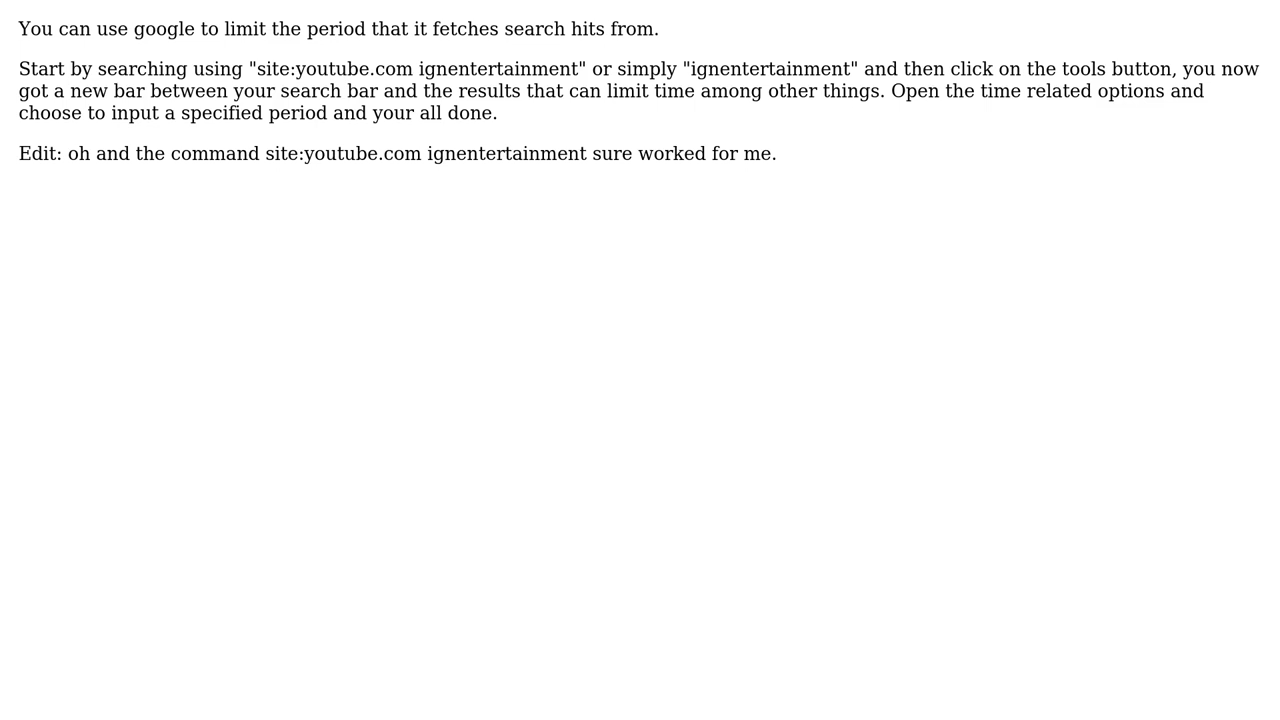 You can use google to limit the period that it fetches search hits from.
Start by searching using "site:youtube.com ignentertainment" or simply "ignentertainment" and then click on the tools button, you now
got a new bar between your search bar and the results that can limit time among other things. Open the time related options and
choose to input a specified period and your all done.
Edit: oh and the command site:youtube.com ignentertainment sure worked for me.